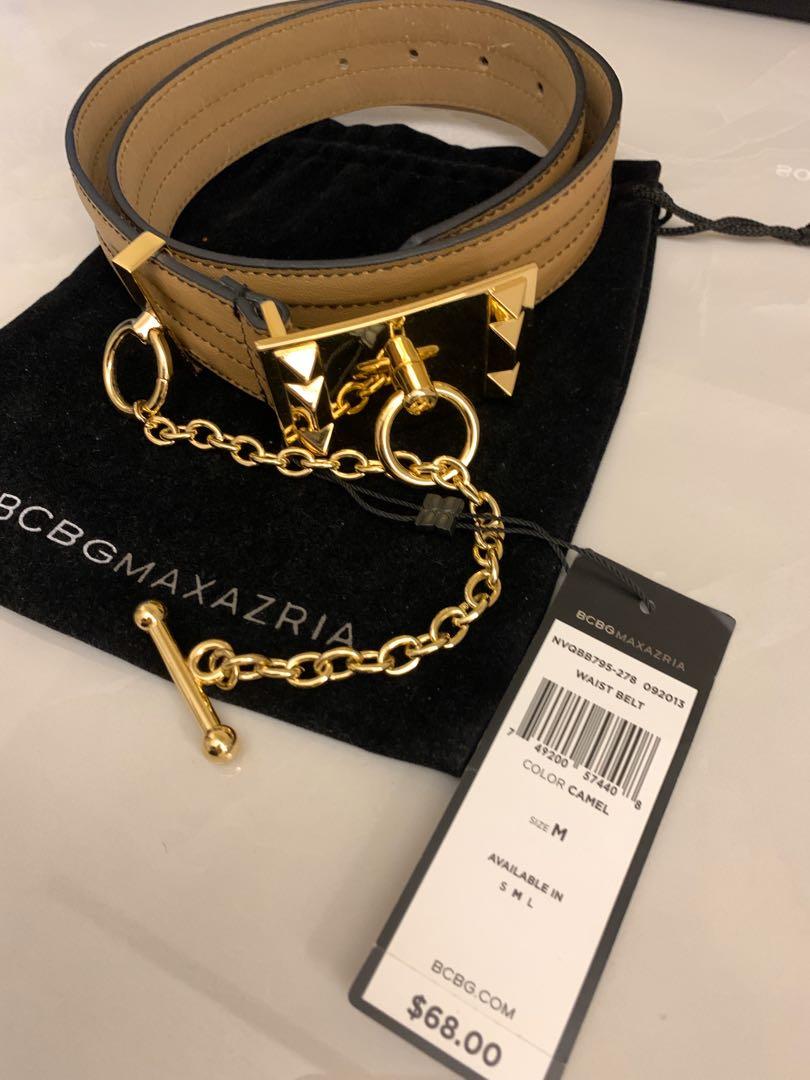 BCBGMAXAZRIA
BCBGMAXAZRIA
NVQBB795-278 092013
WAIST BELT
7 49200 57440 8
COLOR CAMEL
SIZE M
AVAILABLE IN
S M L
BCBG.COM
$68.00